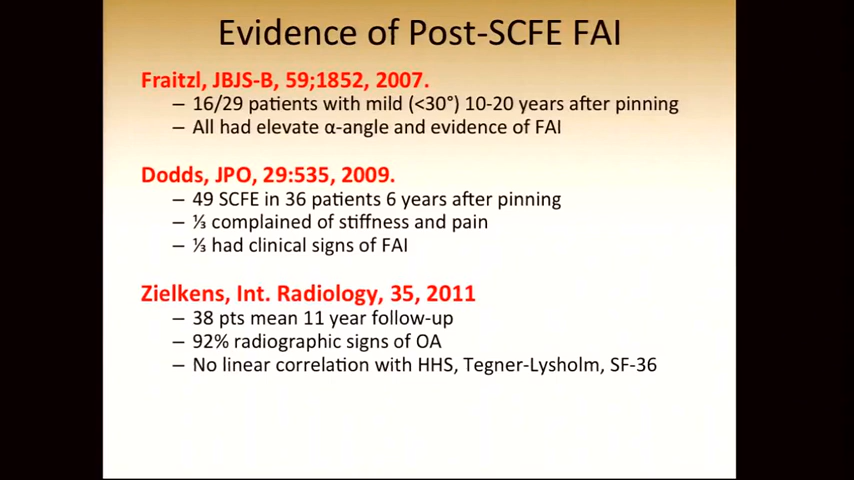 Evidence of Post-SCFE FAI
Fraitzl, JBJS-B, 59;1852, 2007.
– 16/29 patients with mild (<30°) 10-20 years after pinning
– All had elevate α-angle and evidence of FAI
Dodds, JPO, 29:535, 2009.
– 49 SCFE in 36 patients 6 years after pinning
– ⅓ complained of stiffness and pain
– ⅓ had clinical signs of FAI
Zielkens, Int. Radiology, 35, 2011
– 38 pts mean 11 year follow-up
– 92% radiographic signs of OA
– No linear correlation with HHS, Tegner-Lysholm, SF-36